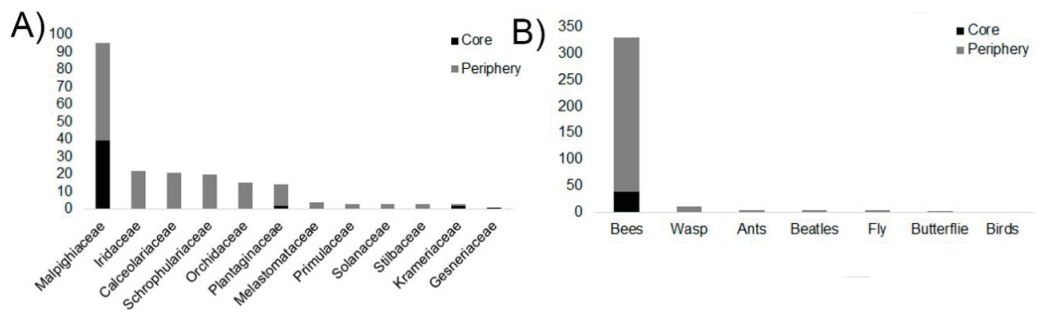 A)
100
90
80
70
60
50
40
30
20
10
0
Core
Periphery
Malpighiaceae
Iridaceae
Calceolariaceae
Schrophulariaceae
Orchidaceae
Plantaginaceae
Melastomataceae
Primulaceae
Solanaceae
Stilbaceae
Krameriaceae
Gesneriaceae
B)
350
300
250
200
150
100
50
0
Core
Periphery
Bees Wasp Ants Beatles Fly Butterflie Birds